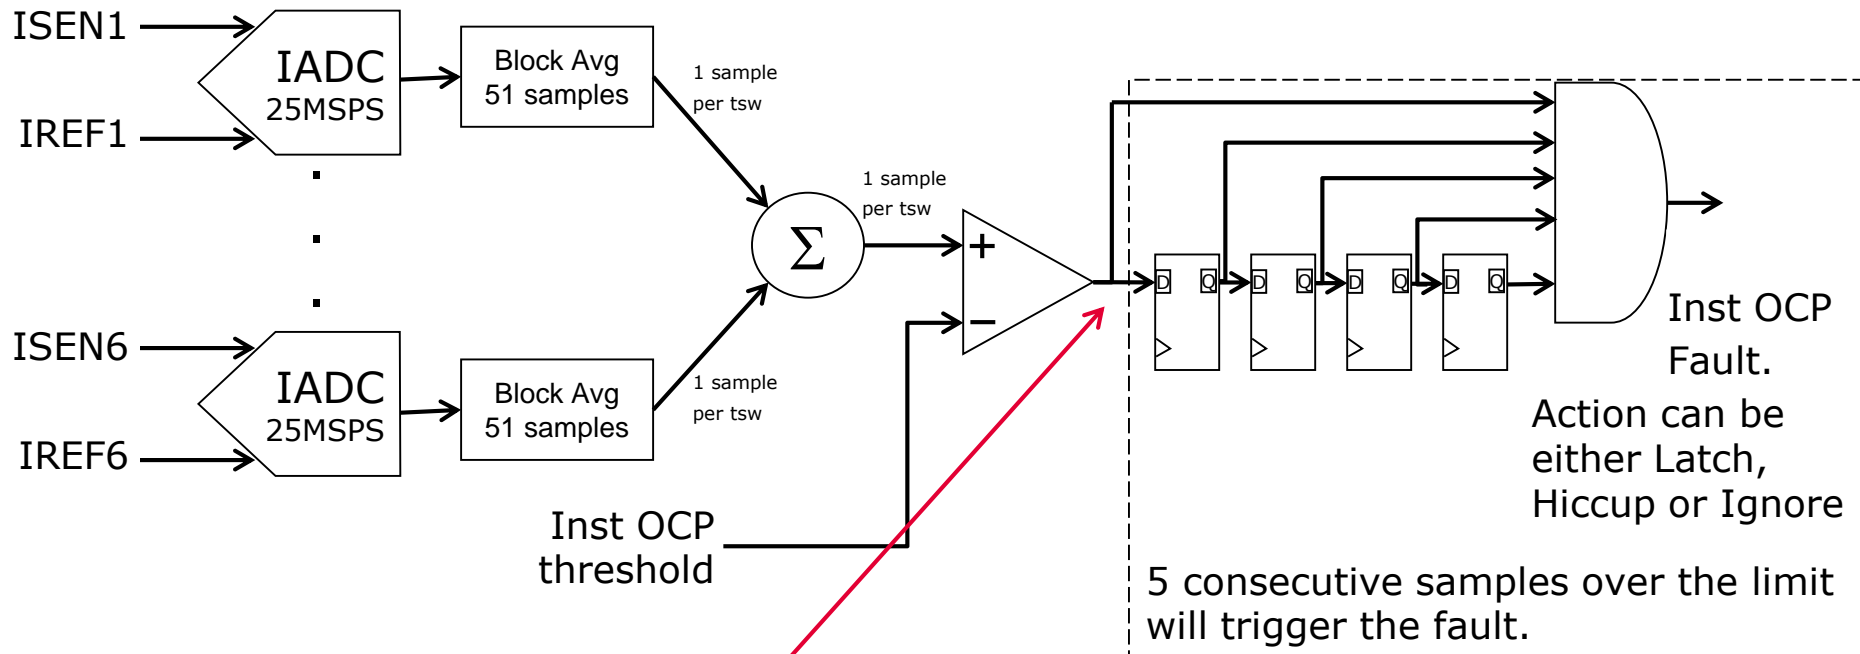 ISEN1
IADC
25MSPS
IREF1
Block Avg
51 samples
1 sample
per tsw
Σ
1 sample
per tsw
+
−
ISEN6
IADC
25MSPS
IREF6
Block Avg
51 samples
1 sample
per tsw
Inst OCP
threshold
D Q D Q D Q D Q
Inst OCP
Fault.
Action can be
either Latch,
Hiccup or Ignore
5 consecutive samples over the limit
will trigger the fault.